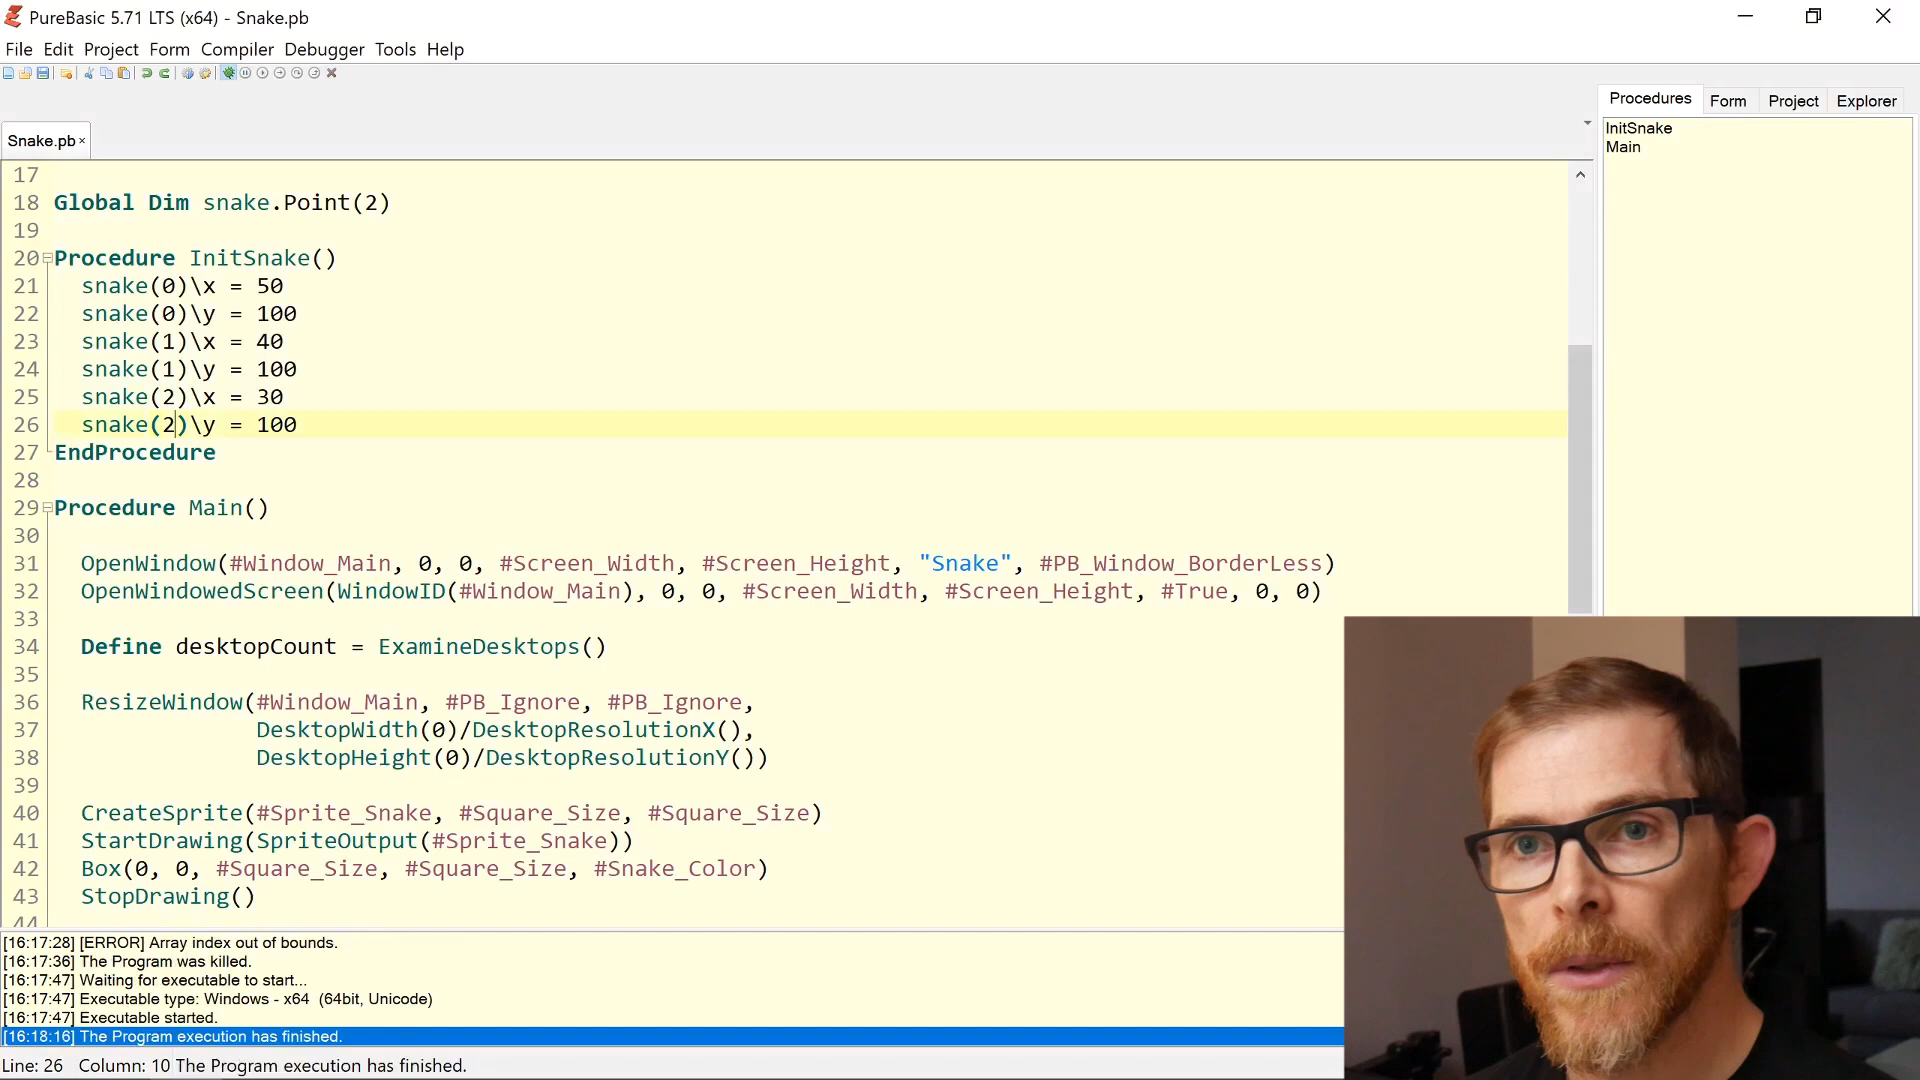 PureBasic 5.71 LTS (x64) - Snake.pb
File Edit Project Form Compiler Debugger Tools Help
Procedures Form Project Explorer
Snake.pb ×
InitSnake
Main
17
18 Global Dim snake.Point(2)
19
20 Procedure InitSnake()
21 snake(0)\x = 50
22 snake(0)\y = 100
23 snake(1)\x = 40
24 snake(1)\y = 100
25 snake(2)\x = 30
26 snake(2)\y = 100
27 EndProcedure
28
29 Procedure Main()
30
31 OpenWindow(#Window_Main, 0, 0, #Screen_Width, #Screen_Height, "Snake", #PB_Window_BorderLess)
32 OpenWindowedScreen(WindowID(#Window_Main), 0, 0, #Screen_Width, #Screen_Height, #True, 0, 0)
33
34 Define desktopCount = ExamineDesktops()
35
36 ResizeWindow(#Window_Main, #PB_Ignore, #PB_Ignore,
37 DesktopWidth(0)/DesktopResolutionX(),
38 DesktopHeight(0)/DesktopResolutionY())
39
40 CreateSprite(#Sprite_Snake, #Square_Size, #Square_Size)
41 StartDrawing(SpriteOutput(#Sprite_Snake))
42 Box(0, 0, #Square_Size, #Square_Size, #Snake_Color)
43 StopDrawing()
44
[16:17:28] [ERROR] Array index out of bounds.
[16:17:36] The Program was killed.
[16:17:47] Waiting for executable to start...
[16:17:47] Executable type: Windows - x64 (64bit, Unicode)
[16:17:47] Executable started.
[16:18:16] The Program execution has finished.
Line: 26 Column: 10 The Program execution has finished.